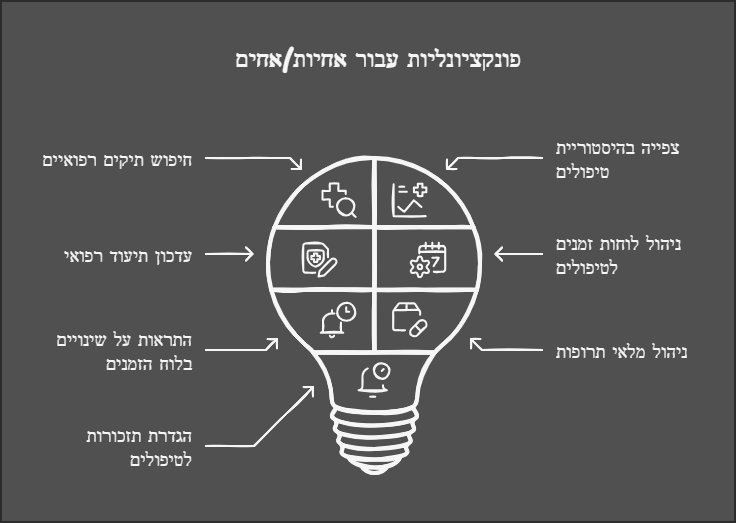 פונקציונליות עבור אחיות/אחים
צפייה בהיסטוריית
טיפולים
ניהול לוחות זמנים
לטיפולים
ניהול מלאי תרופות
חיפוש תיקים רפואיים
עדכון תיעוד רפואי
התראות על שינויים
בלוח הזמנים
הגדרת תזכורות
לטיפולים
7